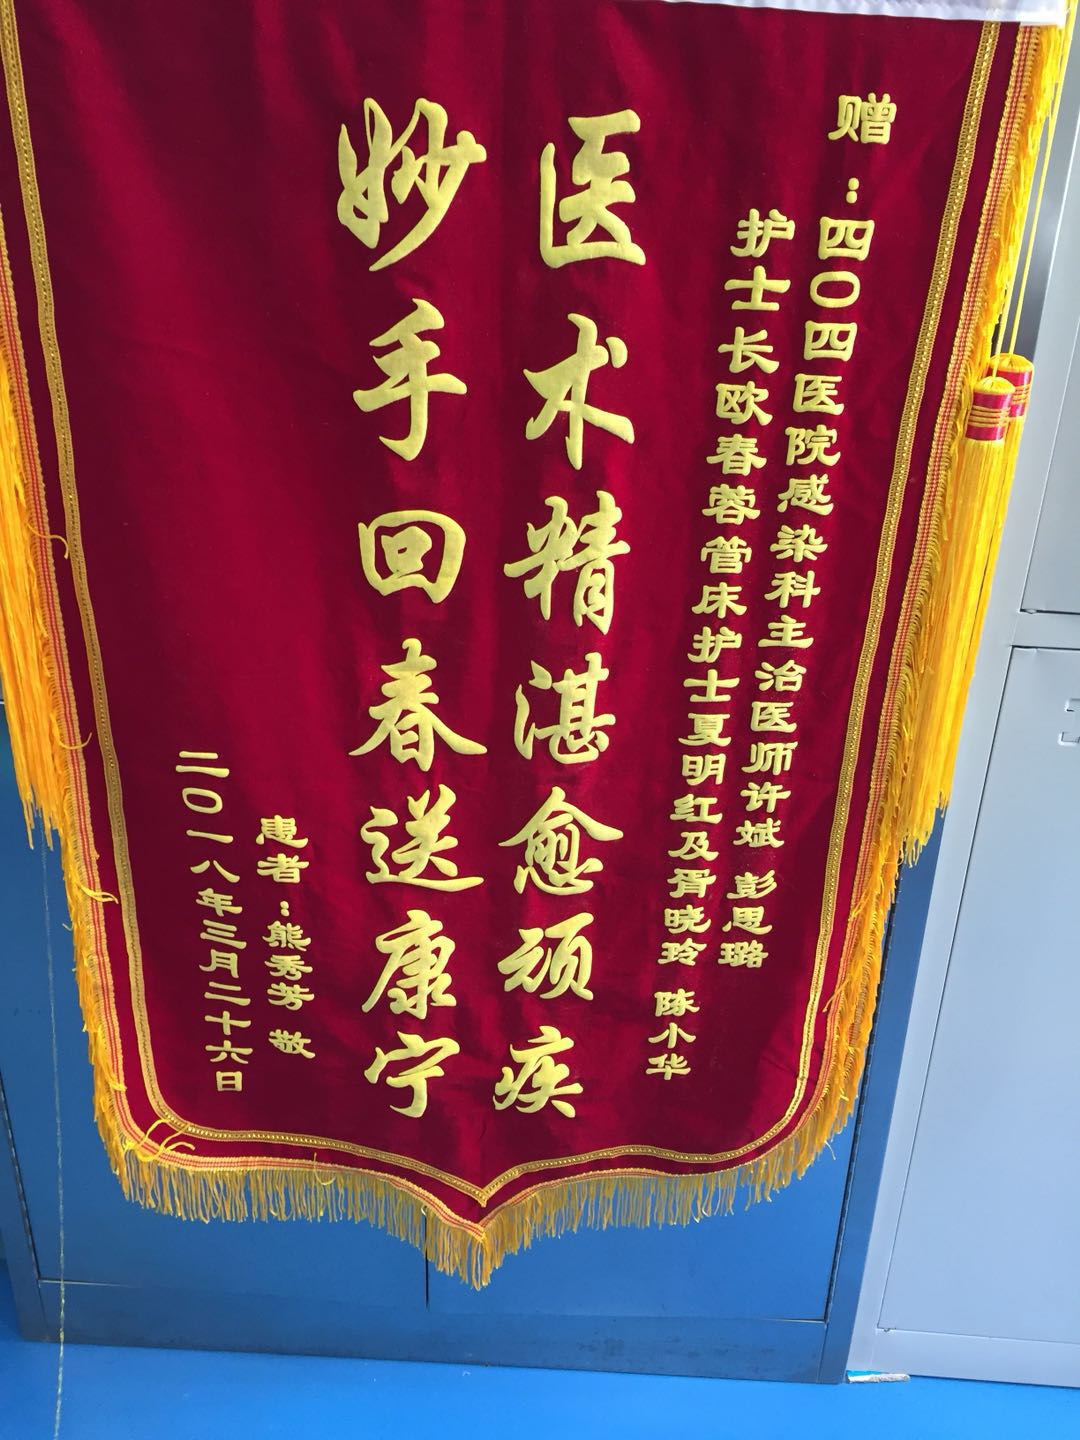 赠：四〇四医院感染科主治医师许斌 彭思璐
护士长欧春蓉管床护士夏明红及胥晓玲 陈小华
医术精湛愈顽疾
妙手回春送康宁
患者：熊秀芳 敬
二〇一八年三月二十六日